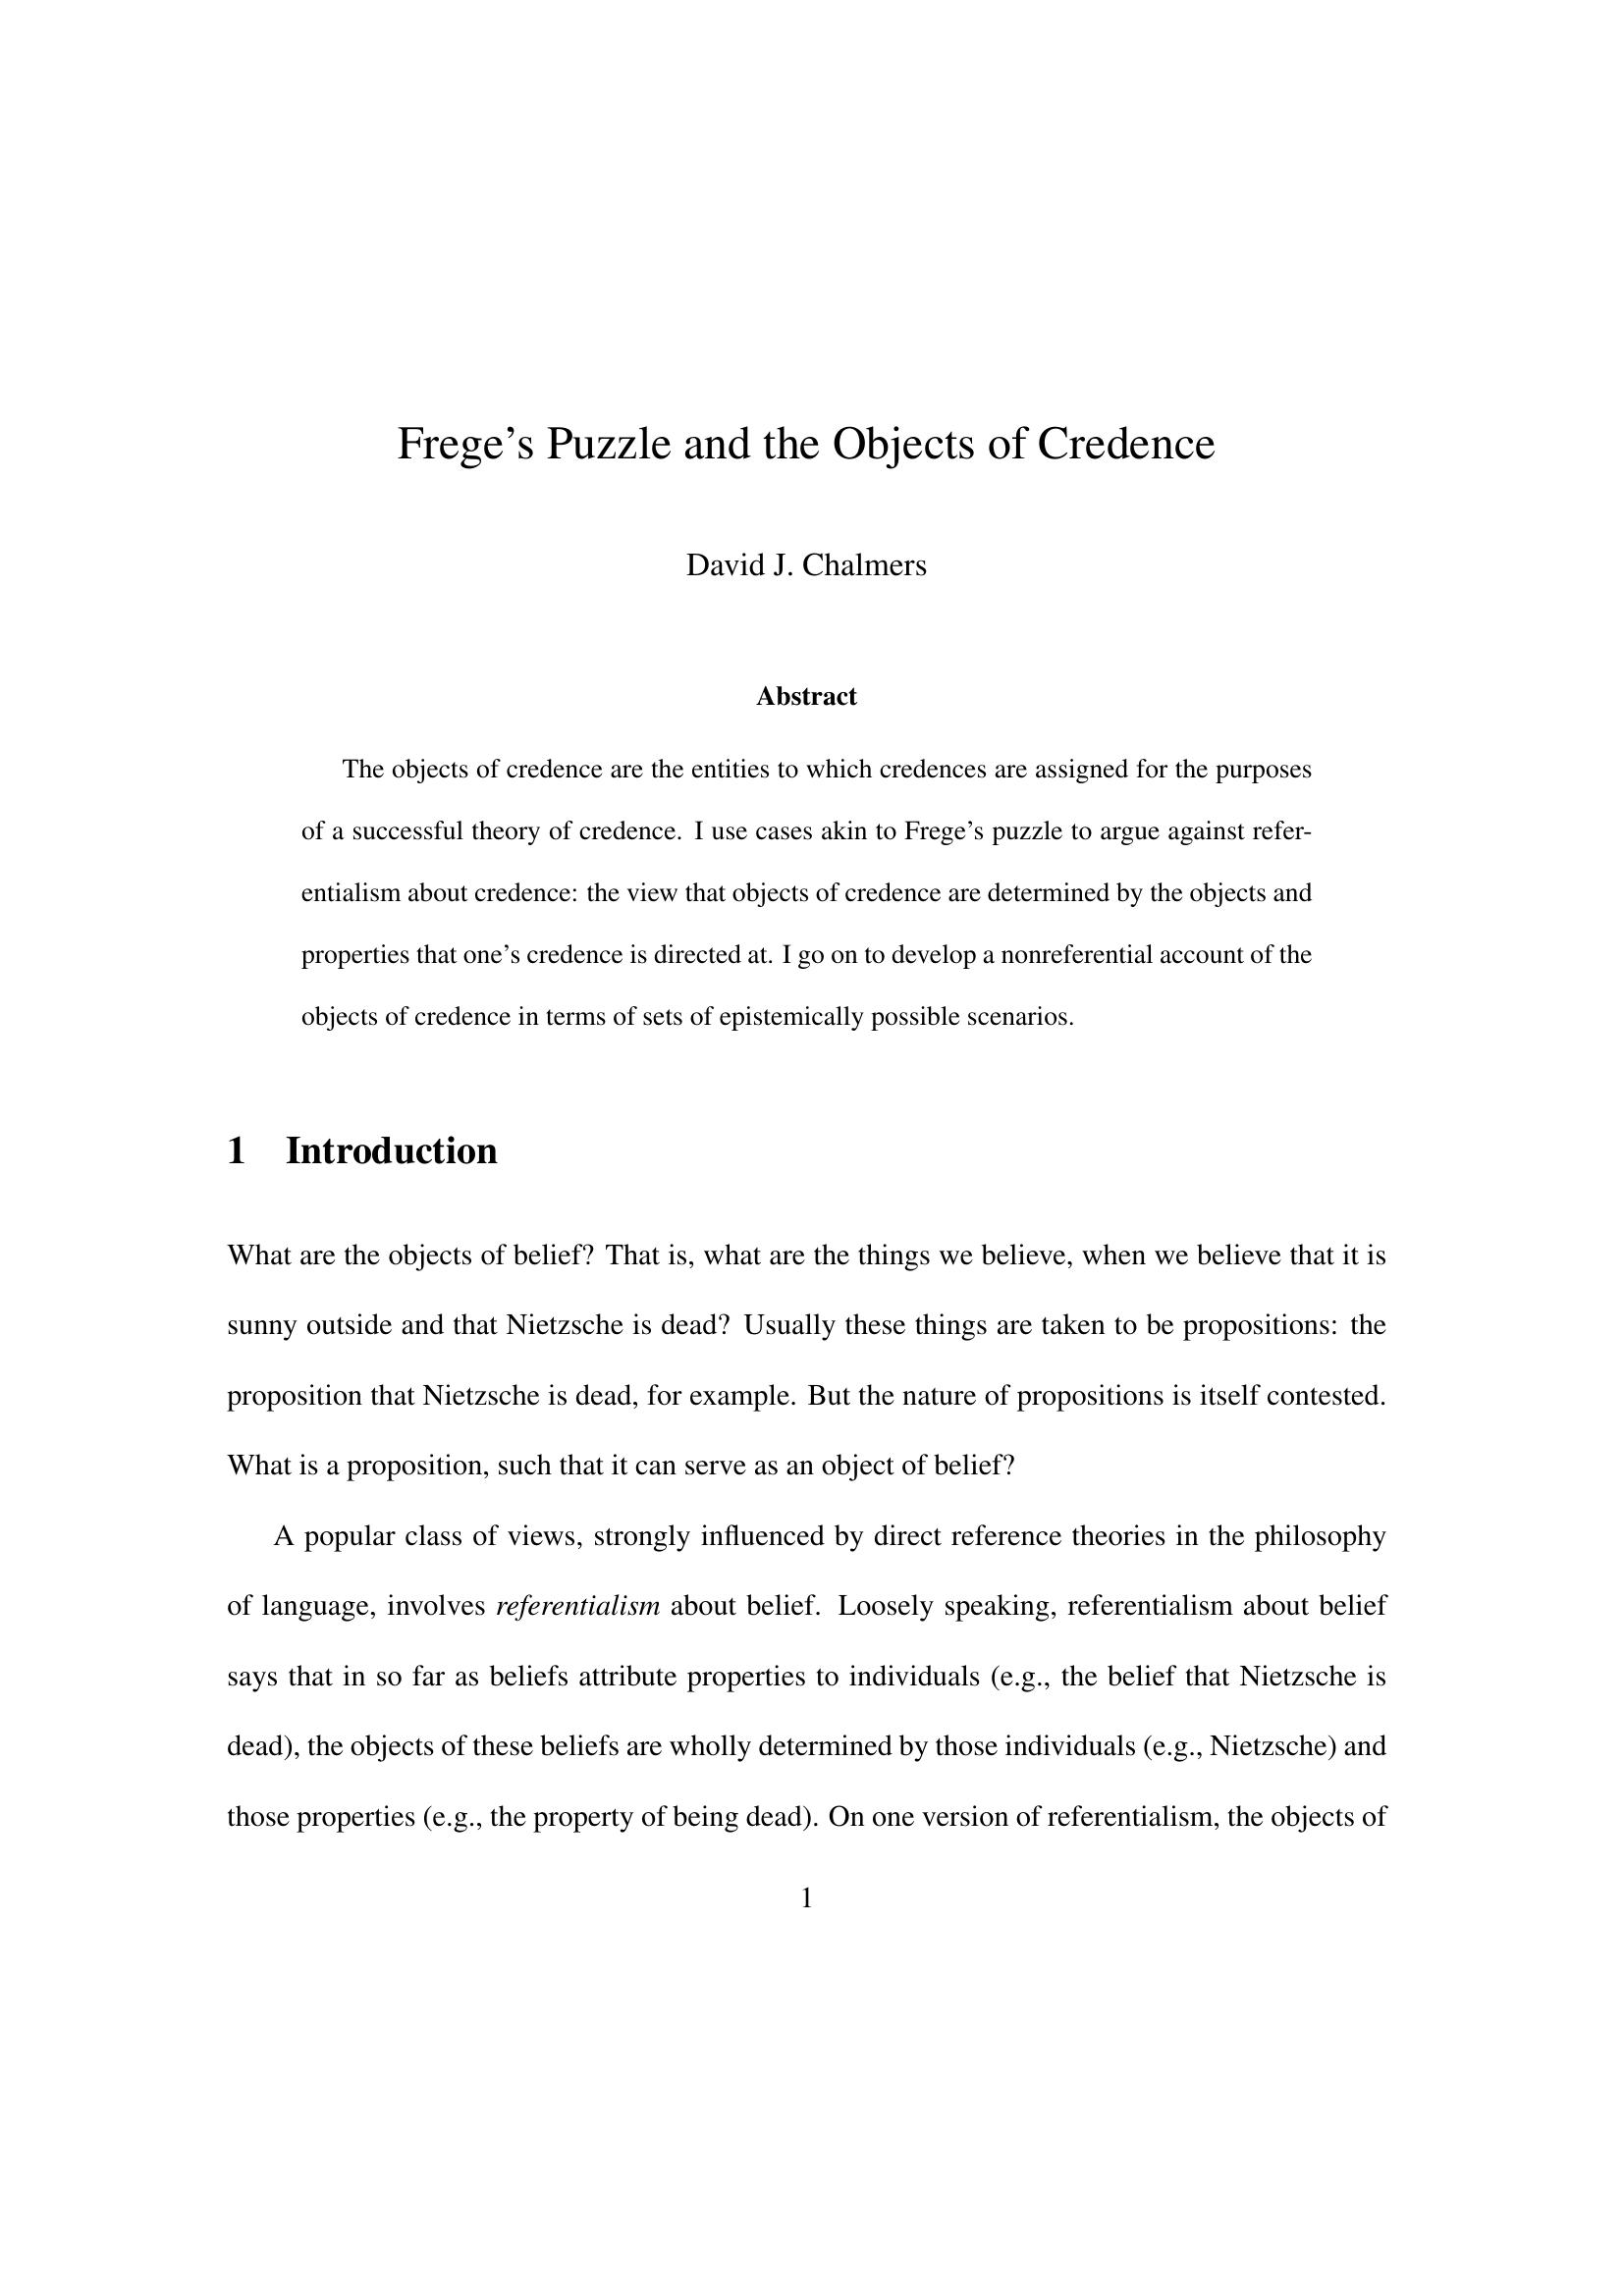 Frege's Puzzle and the Objects of Credence
David J. Chalmers
Abstract
The objects of credence are the entities to which credences are assigned for the purposes
of a successful theory of credence. I use cases akin to Frege's puzzle to argue against refer-
entialism about credence: the view that objects of credence are determined by the objects and
properties that one's credence is directed at. I go on to develop a nonreferential account of the
objects of credence in terms of sets of epistemically possible scenarios.
1 Introduction
What are the objects of belief? That is, what are the things we believe, when we believe that it is
sunny outside and that Nietzsche is dead? Usually these things are taken to be propositions: the
proposition that Nietzsche is dead, for example. But the nature of propositions is itself contested.
What is a proposition, such that it can serve as an object of belief?
A popular class of views, strongly influenced by direct reference theories in the philosophy
of language, involves referentialism about belief. Loosely speaking, referentialism about belief
says that in so far as beliefs attribute properties to individuals (e.g., the belief that Nietzsche is
dead), the objects of these beliefs are wholly determined by those individuals (e.g., Nietzsche) and
those properties (e.g., the property of being dead). On one version of referentialism, the objects of
1